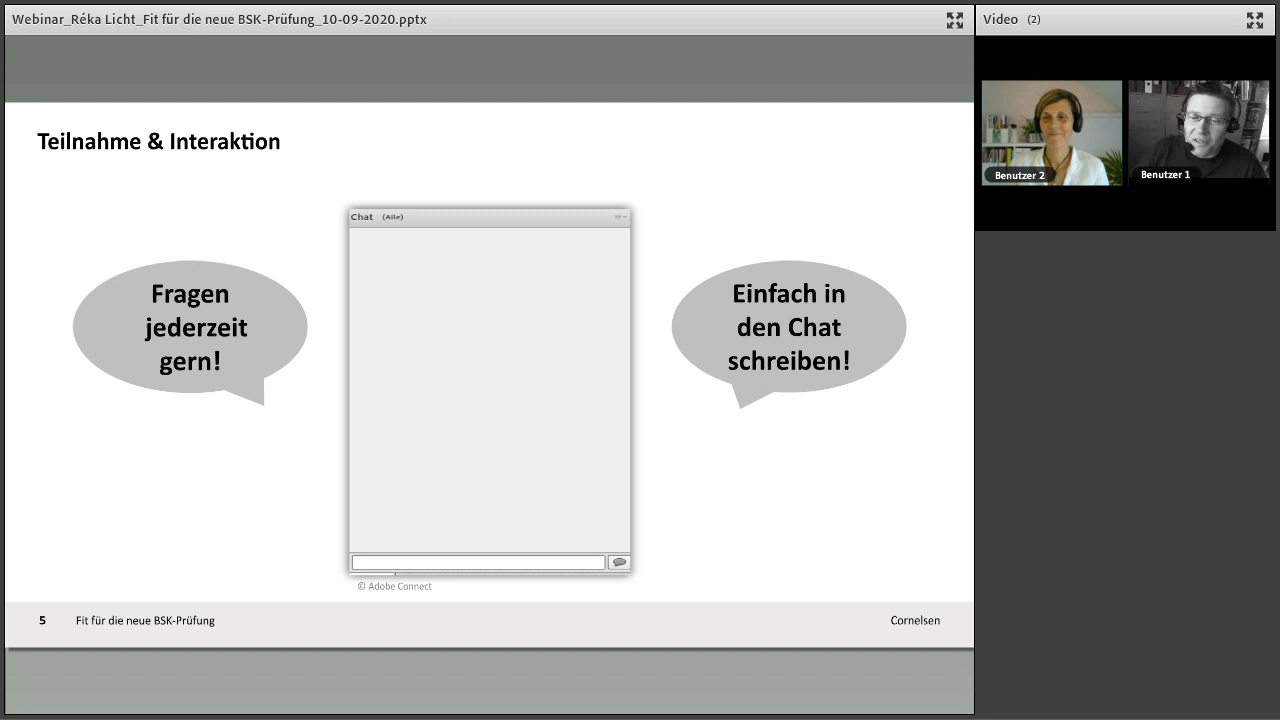 Webinar_Réka Licht_Fit für die neue BSK-Prüfung_10-09-2020.pptx
Video (2)
Benutzer 2
Benutzer 1
Teilnahme & Interaktion
Fragen
jederzeit
gern!
Chat (Alle)
Einfach in
den Chat
schreiben!
© Adobe Connect
5 Fit für die neue BSK-Prüfung Cornelsen